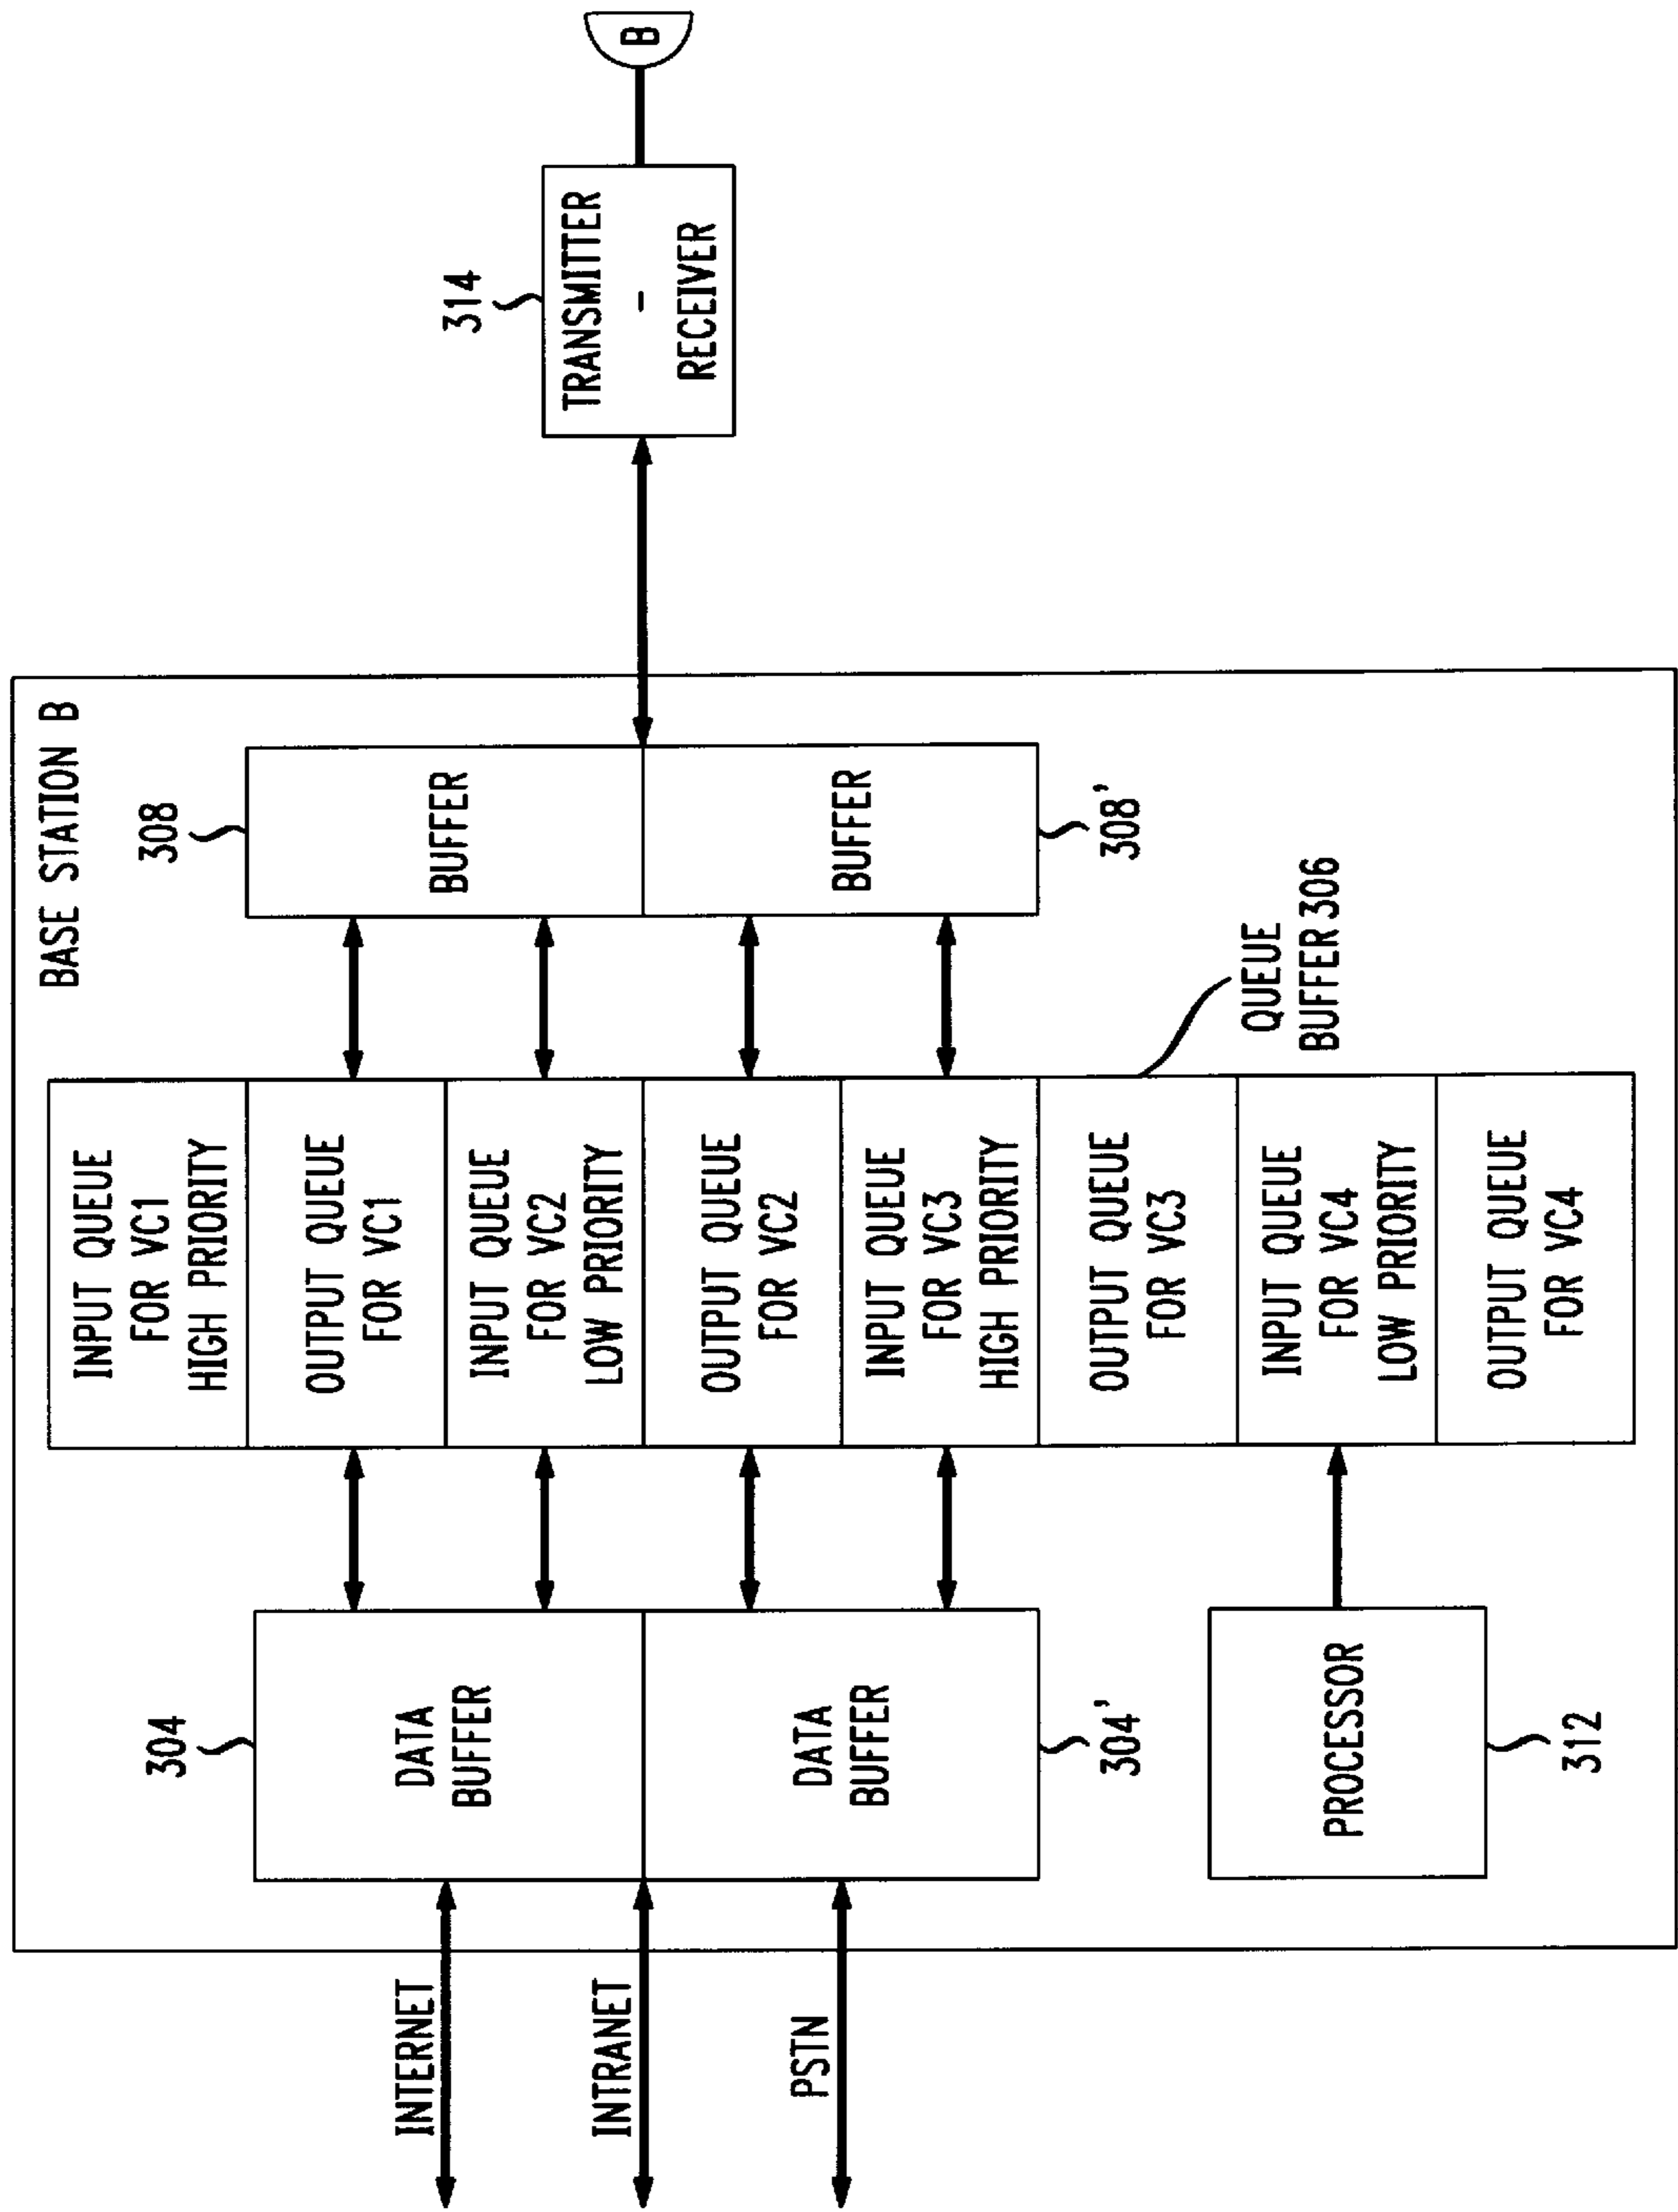 BASE STATION B
INTERNET
INTRANET
PSTN
304
DATA
BUFFER
DATA
BUFFER
304'
PROCESSOR
312
INPUT QUEUE
FOR VC1
HIGH PRIORITY
OUTPUT QUEUE
FOR VC1
INPUT QUEUE
FOR VC2
LOW PRIORITY
OUTPUT QUEUE
FOR VC2
INPUT QUEUE
FOR VC3
HIGH PRIORITY
OUTPUT QUEUE
FOR VC3
INPUT QUEUE
FOR VC4
LOW PRIORITY
OUTPUT QUEUE
FOR VC4
QUEUE
BUFFER 306
308
BUFFER
BUFFER
308'
314
TRANSMITTER
-
RECEIVER
B